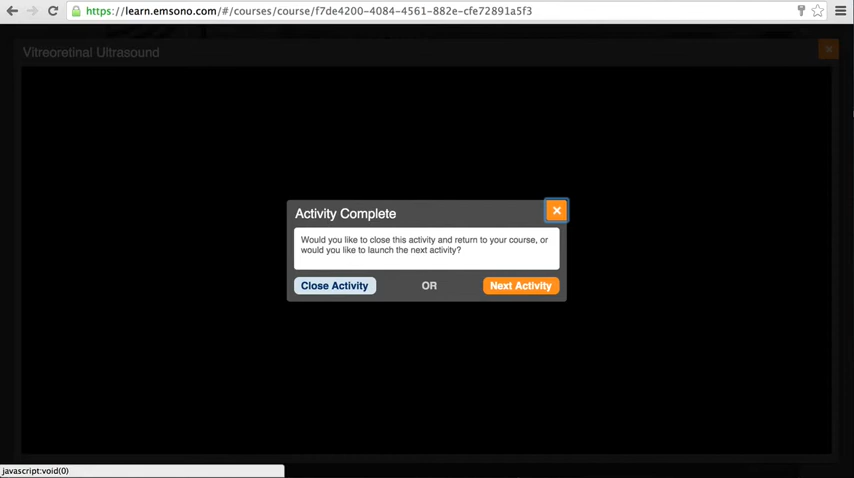 https://learn.emsono.com/#/courses/course/f7de4200-4084-4561-882e-cfe72891a5f3
Vitreoretinal Ultrasound
Activity Complete
Would you like to close this activity and return to your course, or
would you like to launch the next activity?
Close Activity OR Next Activity
javascript:void(0)